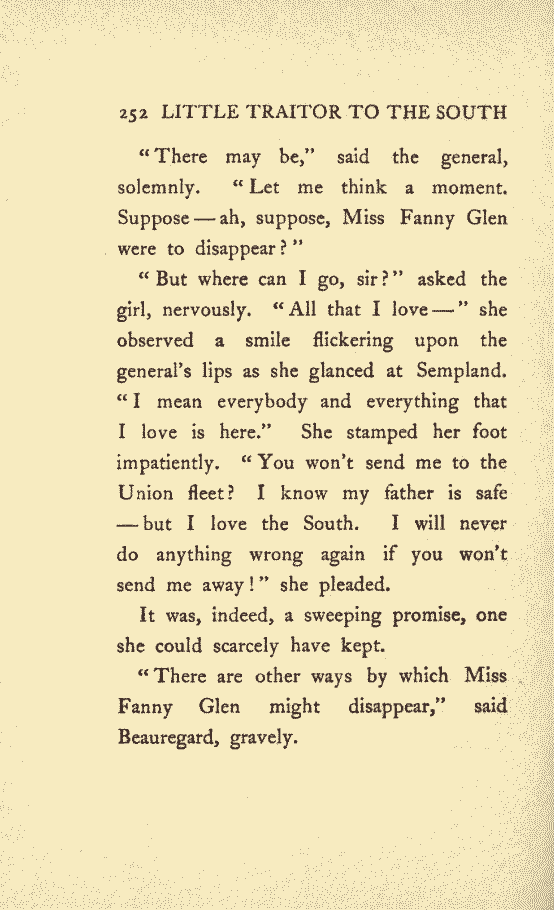 252 LITTLE TRAITOR TO THE SOUTH
“There may be,” said the general,
solemnly. “Let me think a moment.
Suppose—ah, suppose, Miss Fanny Glen
were to disappear?”
“But where can I go, sir?” asked the
girl, nervously. “All that I love—” she
observed a smile flickering upon the
general’s lips as she glanced at Sempland.
“I mean everybody and everything that
I love is here.” She stamped her foot
impatiently. “You won’t send me to the
Union fleet? I know my father is safe
—but I love the South. I will never
do anything wrong again if you won’t
send me away!” she pleaded.
It was, indeed, a sweeping promise, one
she could scarcely have kept.
“There are other ways by which Miss
Fanny Glen might disappear,” said
Beauregard, gravely.